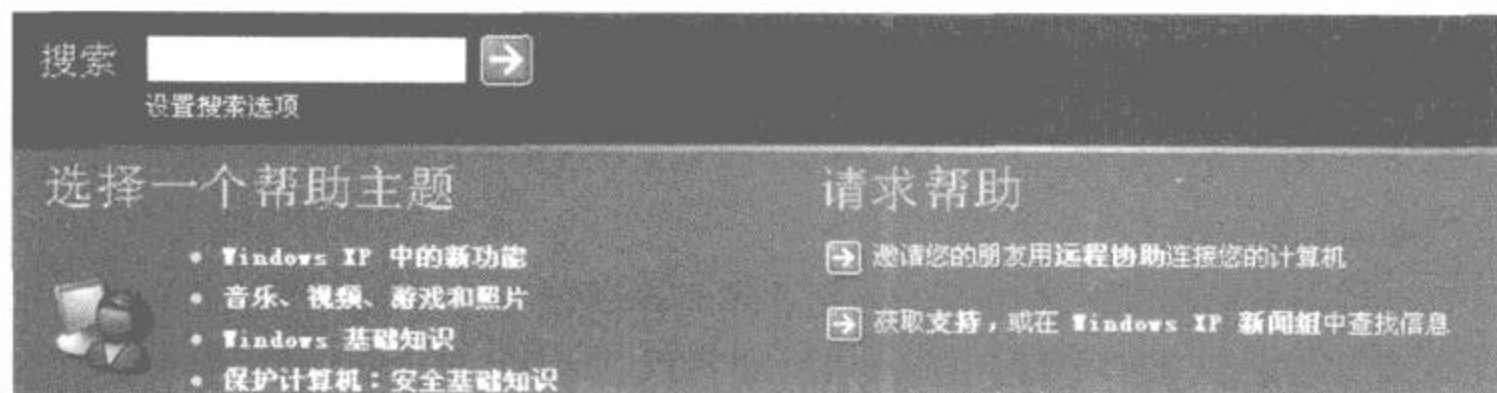 搜索
设置搜索选项
选择一个帮助主题
Windows XP 中的新功能
音乐、视频、游戏和照片
Windows 基础知识
保护计算机：安全基础知识
请求帮助
邀请您的朋友用远程协助连接您的计算机
获取支持，或在 Windows XP 新闻组中查找信息